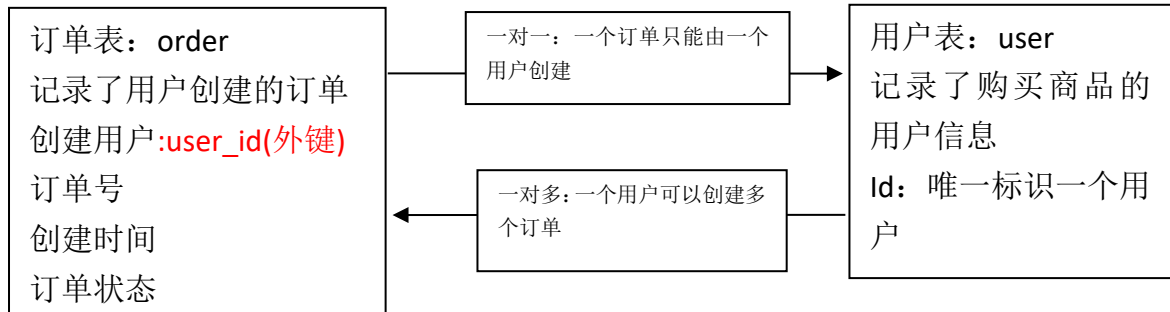 订单表：order
记录了用户创建的订单
创建用户:user_id(外键)
订单号
创建时间
订单状态
一对一：一个订单只能由一个
用户创建
一对多：一个用户可以创建多
个订单
用户表：user
记录了购买商品的
用户信息
Id：唯一标识一个用
户